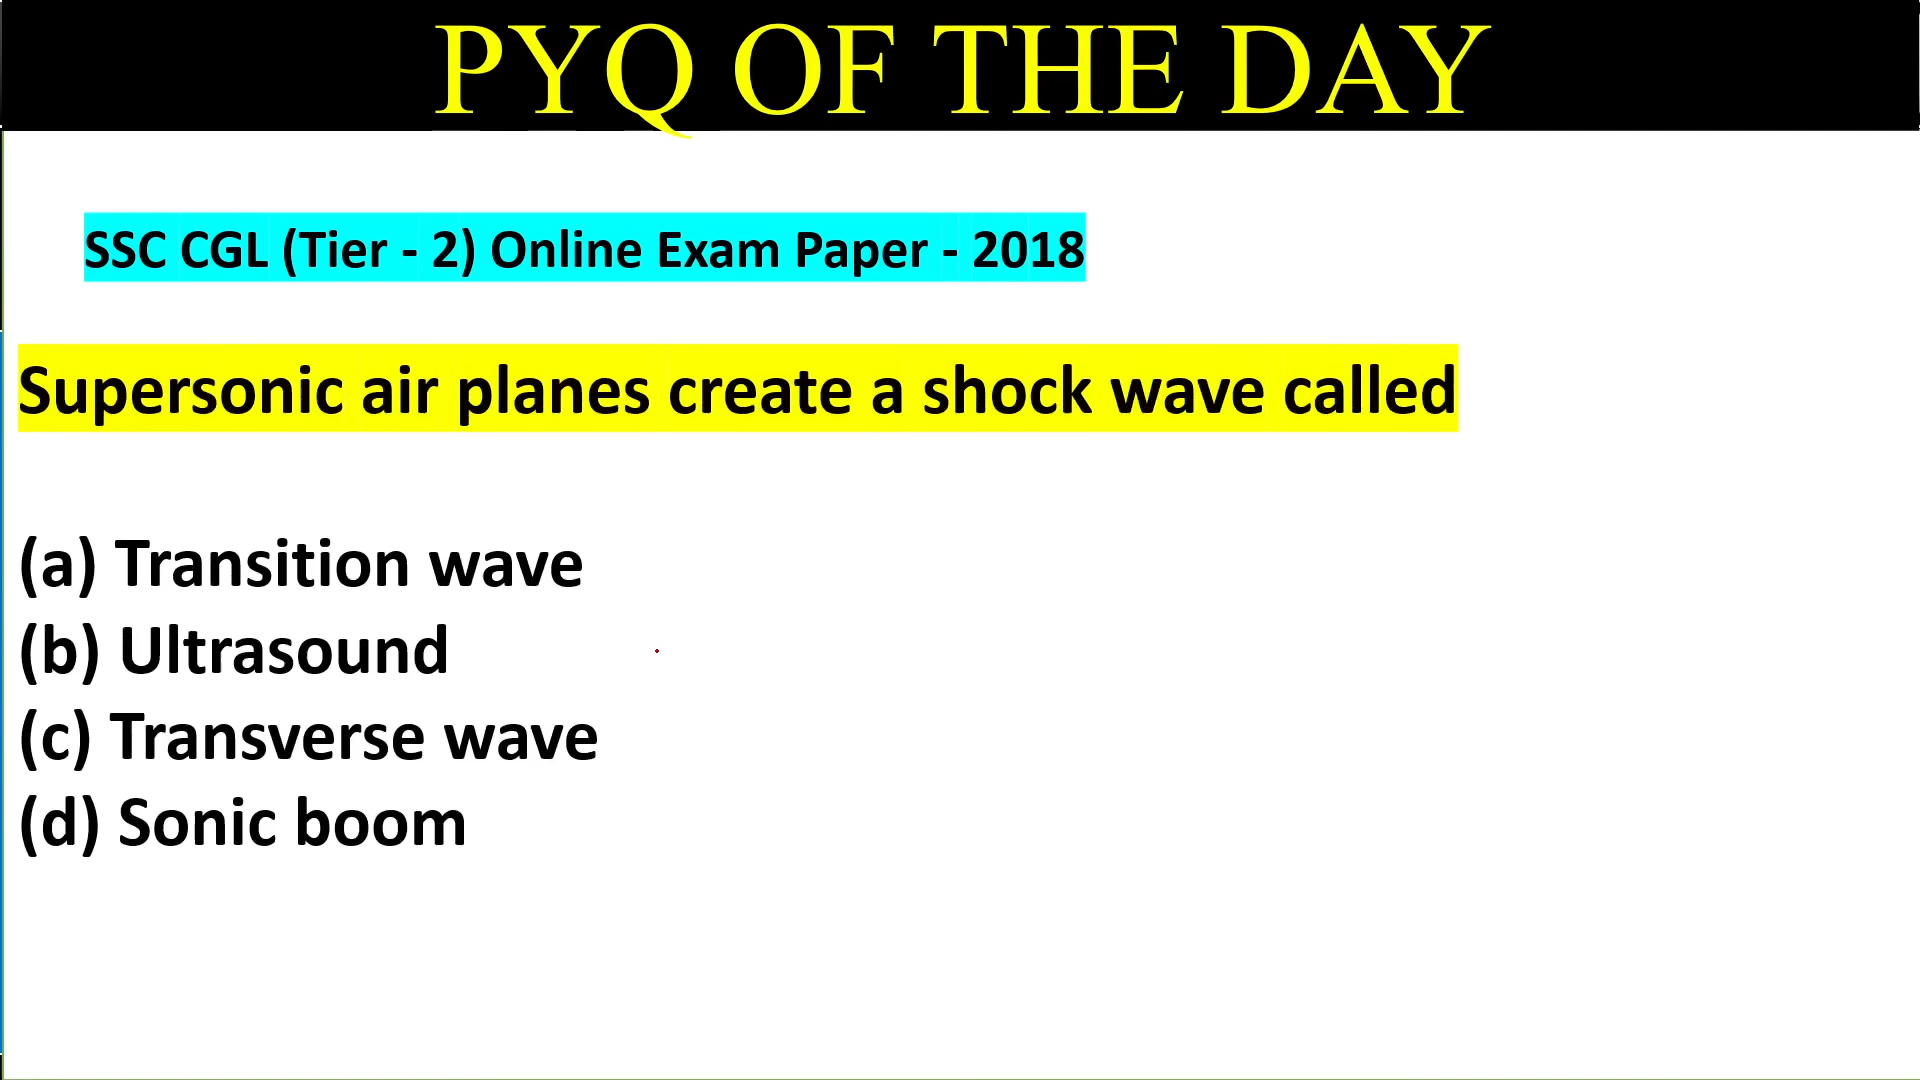 PYQ OF THE DAY
SSC CGL (Tier - 2) Online Exam Paper - 2018
Supersonic air planes create a shock wave called
(a) Transition wave
(b) Ultrasound
(c) Transverse wave
(d) Sonic boom